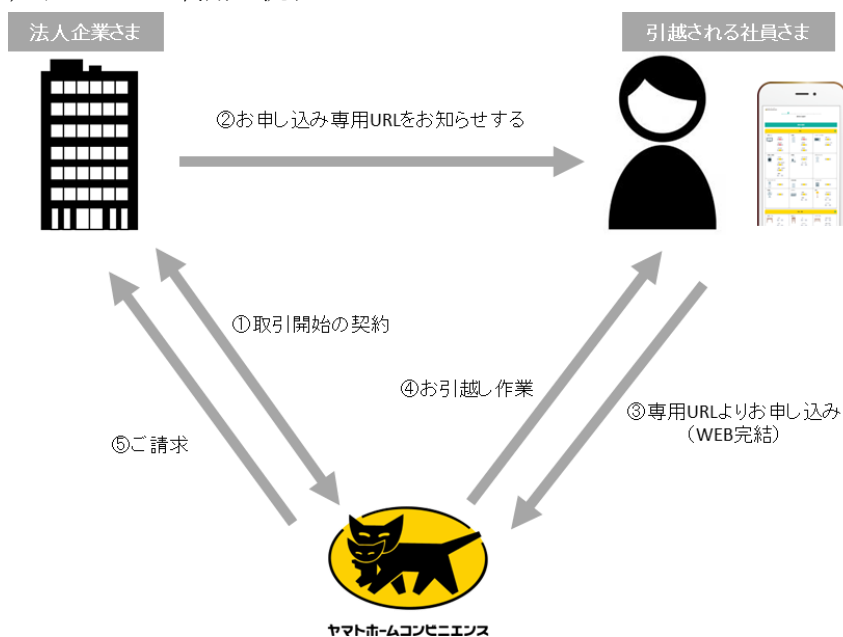 法人企業さま
引越される社員さま
②お申し込み専用URLをお知らせする
①取引開始の契約
④お引越し作業
③専用URLよりお申し込み
（WEB完結）
⑤ご請求
ヤマトホームコンビニエンス